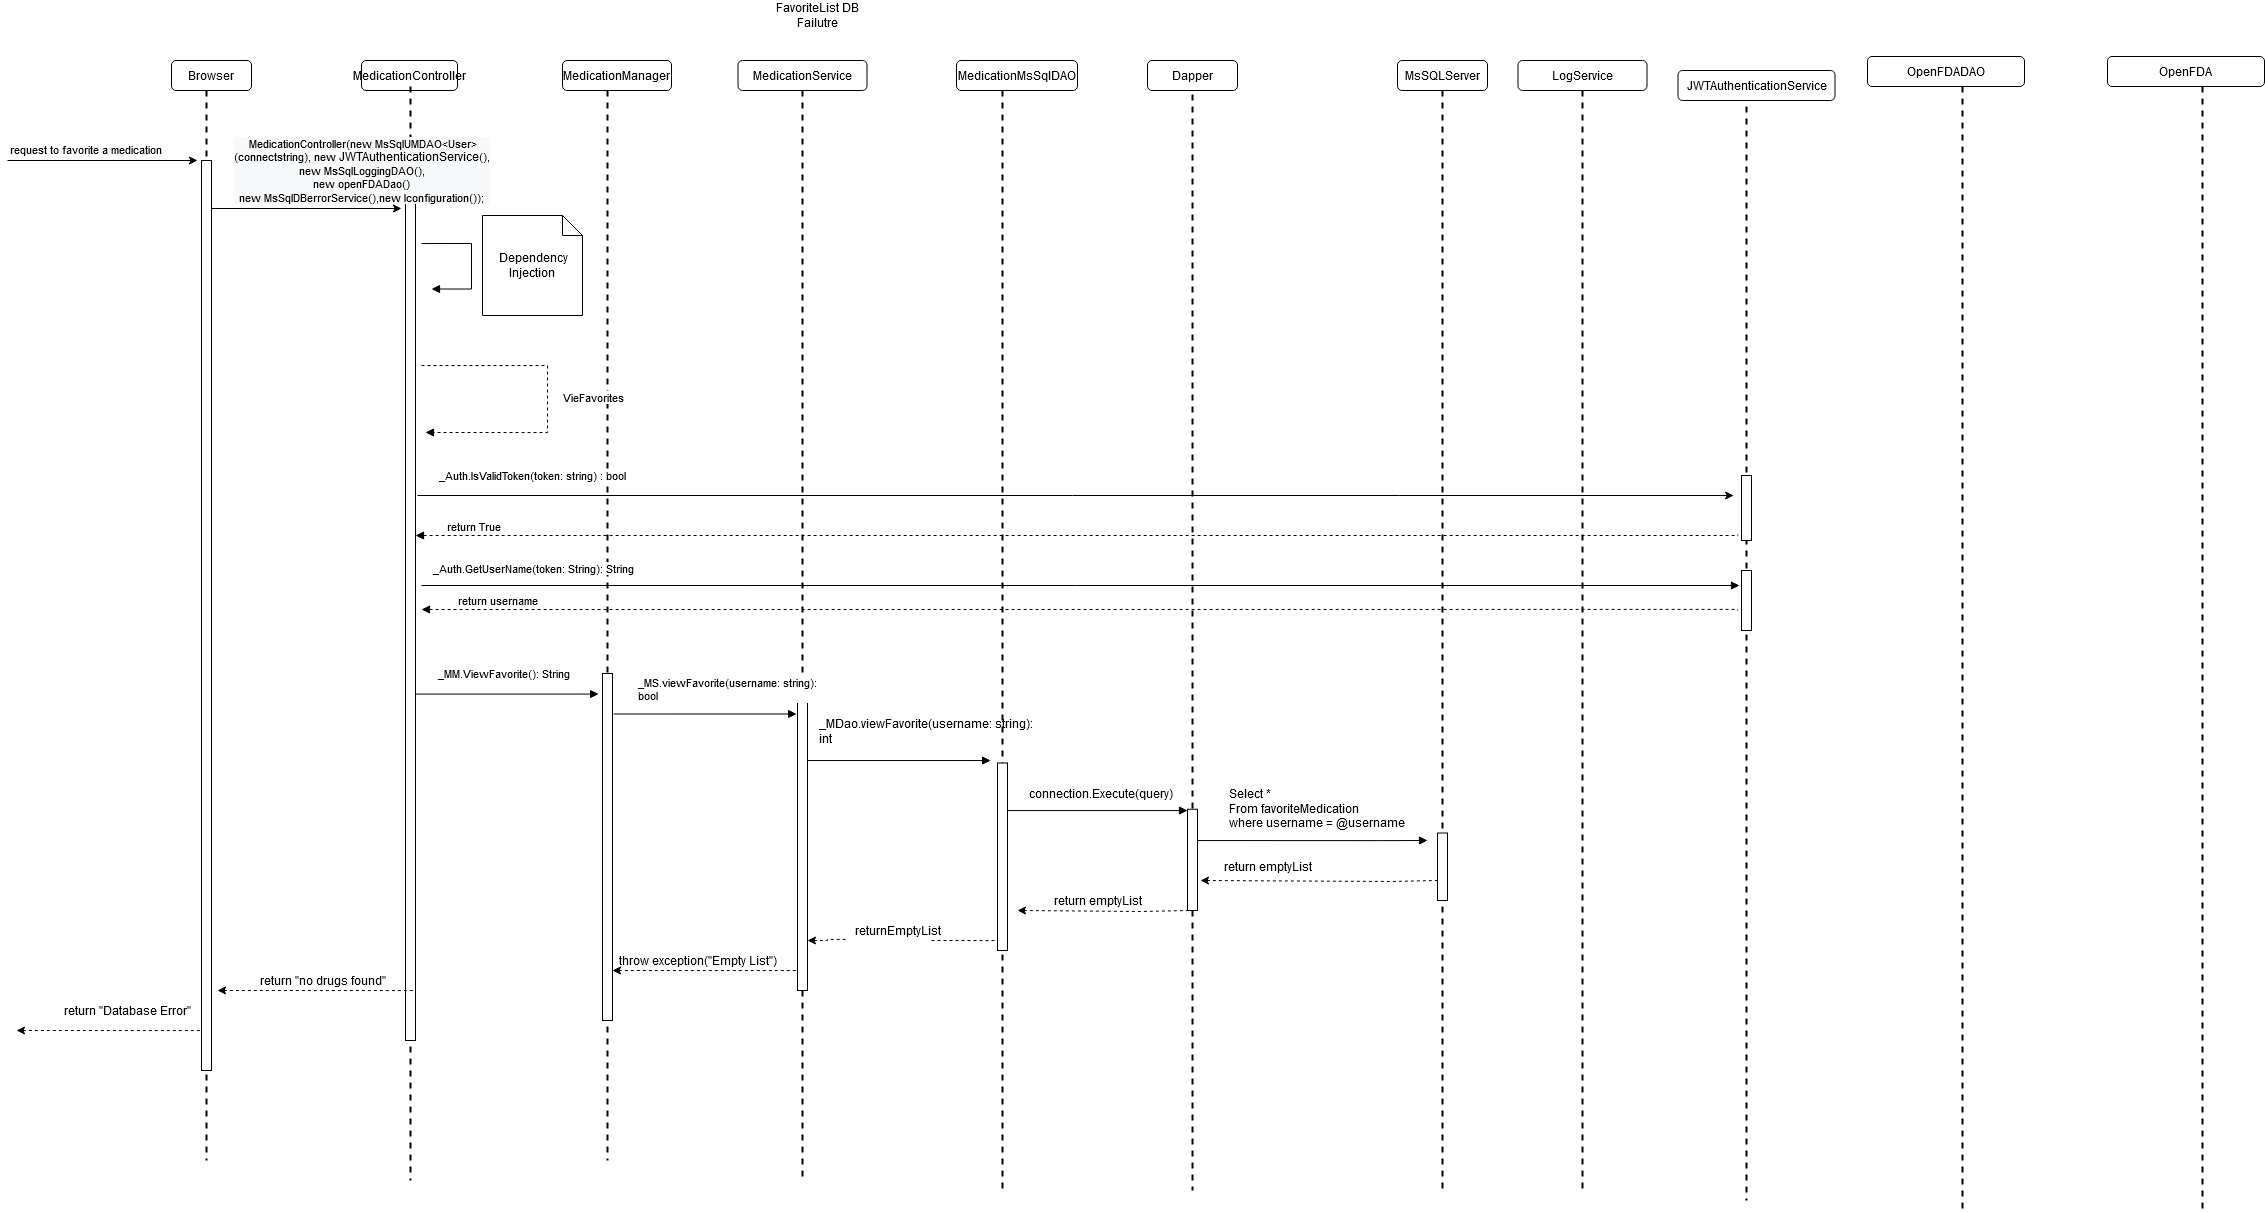 FavoriteList DB
Failutre
Browser
MedicationController
MedicationManager
MedicationService
MedicationMsSqlDAO
Dapper
MsSQLServer
LogService
JWTAuthenticationService
OpenFDADAO
OpenFDA
request to favorite a medication
MedicationController(new MsSqlUMDAO<User>
(connectstring), new JWTAuthenticationService(),
new MsSqlLoggingDAO(),
new openFDADao()
new MsSqlDBerrorService(),new Iconfiguration());
Dependency
Injection
VieFavorites
_Auth.IsValidToken(token: string) : bool
return True
_Auth.GetUserName(token: String): String
return username
_MM.ViewFavorite(): String
_MS.viewFavorite(username: string):
bool
_MDao.viewFavorite(username: string):
int
connection.Execute(query)
Select *
From favoriteMedication
where username = @username
return emptyList
return emptyList
returnEmptyList
throw exception("Empty List")
return "no drugs found"
return "Database Error"